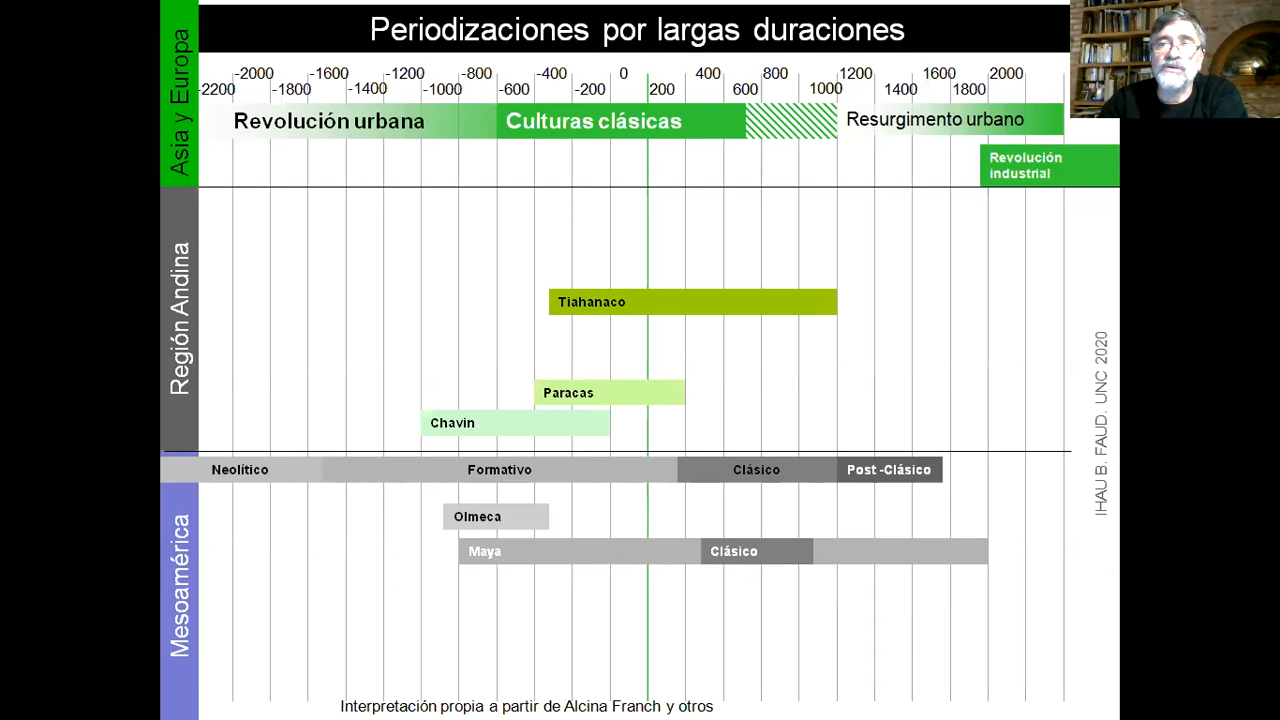 Periodizaciones por largas duraciones
Asia y Europa
-2000 -1600 -1200 -800 -400 0 400 800 1200 1600 2000
-2200 -1800 -1400 -1000 -600 -200 200 600 1000 1400 1800
Revolución urbana
Culturas clásicas
Resurgimento urbano
Revolución
industrial
Región Andina
Tiahanaco
Paracas
Chavin
IHAU B. FAUD. UNC 2020
Mesoamérica
Neolítico
Formativo
Clásico
Post -Clásico
Olmeca
Maya
Clásico
Interpretación propia a partir de Alcina Franch y otros